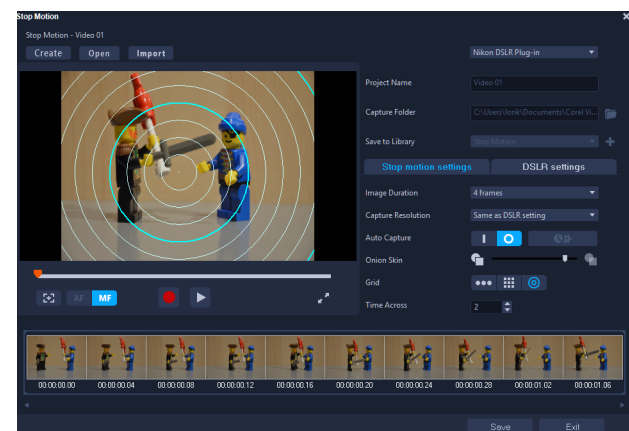 Stop Motion
Stop Motion - Video 01
Create Open Import
Nikon DSLR Plug-in
Project Name Video 01
Capture Folder C:\Users\Jorik\Documents\Corel Vi...
Save to Library Stop Motion
Stop motion settings DSLR settings
Image Duration 4 frames
Capture Resolution Same as DSLR setting
Auto Capture
Onion Skin
Grid
AF MF
Time Across 2
00:00:00.00 00:00:00.04 00:00:00.08 00:00:00.12 00:00:00.16 00:00:00.20 00:00:00.24 00:00:00.28 00:00:01.02 00:00:01.06
Save Exit